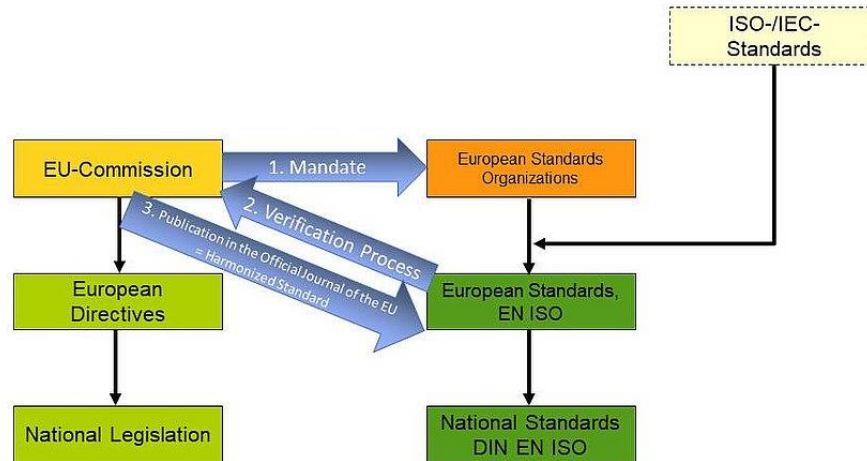 ISO-/IEC-
Standards
EU-Commission
1. Mandate
European Standards
Organizations
2. Verification Process
3. Publication in the Official Journal of the EU
= Harmonized Standard
European
Directives
European Standards,
EN ISO
National Legislation
National Standards
DIN EN ISO